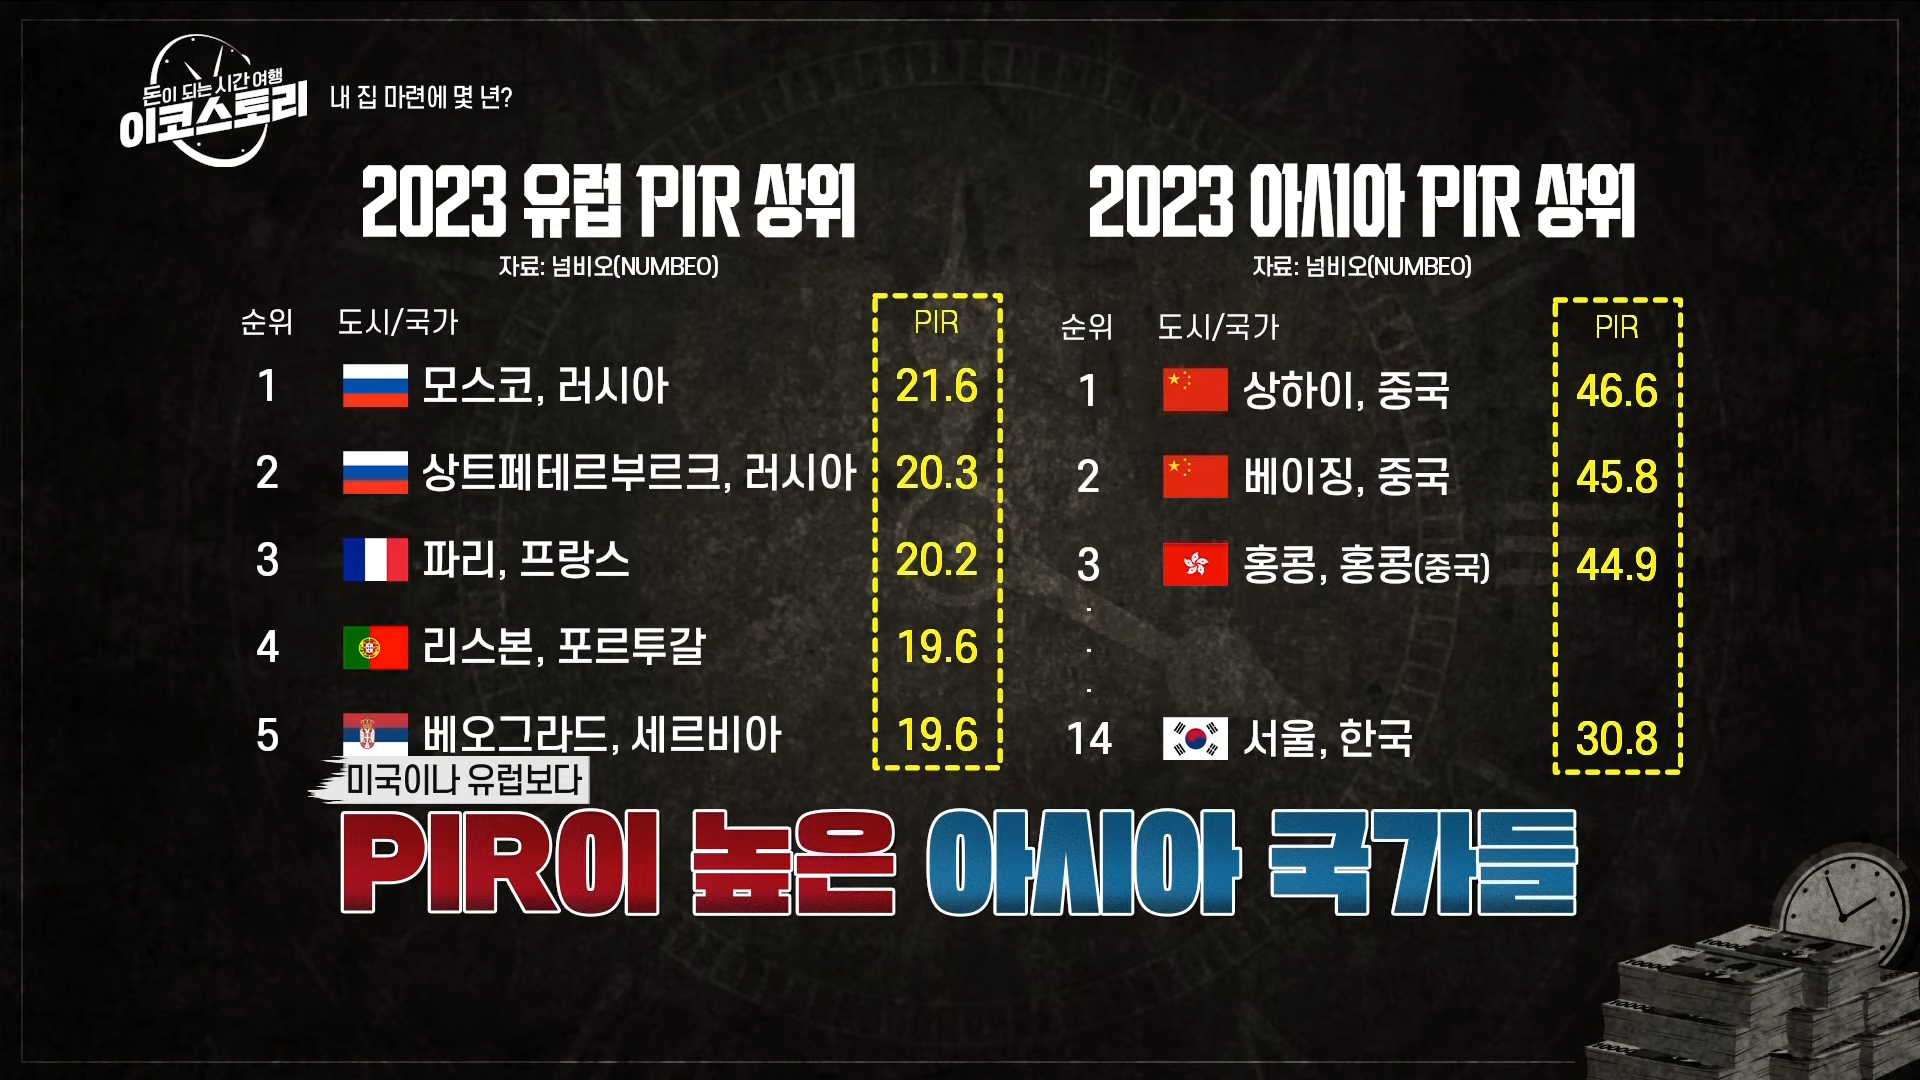 돈이 되는 시간 여행
이코스토리
내 집 마련에 몇 년?
2023 유럽 PIR 상위
자료: 넘비오(NUMBEO)
순위 도시/국가 PIR
1 모스코, 러시아 21.6
2 상트페테르부르크, 러시아 20.3
3 파리, 프랑스 20.2
4 리스본, 포르투갈 19.6
5 베오그라드, 세르비아 19.6
2023 아시아 PIR 상위
자료: 넘비오(NUMBEO)
순위 도시/국가 PIR
1 상하이, 중국 46.6
2 베이징, 중국 45.8
3 홍콩, 홍콩(중국) 44.9
.
.
.
14 서울, 한국 30.8
미국이나 유럽보다
PIR이 높은 아시아 국가들
10000
10000
10000
10000